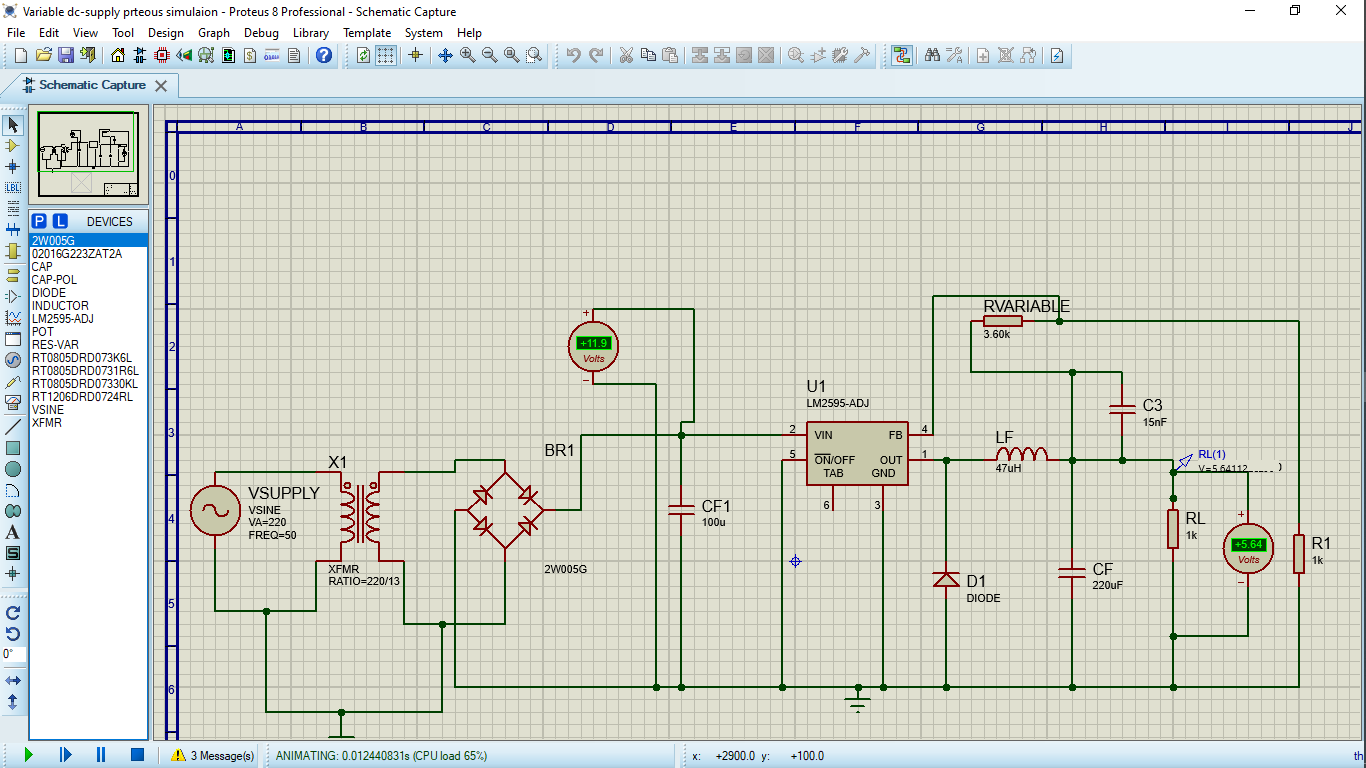 Variable dc-supply prteous simulaion - Proteus 8 Professional - Schematic Capture
File Edit View Tool Design Graph Debug Library Template System Help
Schematic Capture
P L DEVICES
2W005G
02016G223ZAT2A
CAP
CAP-POL
DIODE
INDUCTOR
LM2595-ADJ
POT
RES-VAR
RT0805DRD073K6L
RT0805DRD0731R6L
RT0805DRD07330KL
RT1206DRD0724RL
VSINE
XFMR
LBL
A
S
0°
A B C D E F G H I J
0
1
2
3
4
5
6
VSUPPLY
VSINE
VA=220
FREQ=50
X1
XFMR
RATIO=220/13
BR1
2W005G
+
+11.9
Volts
−
CF1
100u
U1
LM2595-ADJ
2 VIN FB 4
5 ON/OFF OUT 1
TAB GND
6 3
RVARIABLE
3.60k
C3
15nF
LF
47uH
D1
DIODE
CF
220uF
RL(1)
V=5.64112
RL
1k
+
+5.64
Volts
−
R1
1k
3 Message(s) ANIMATING: 0.012440831s (CPU load 65%) x: +2900.0 y: +100.0 th